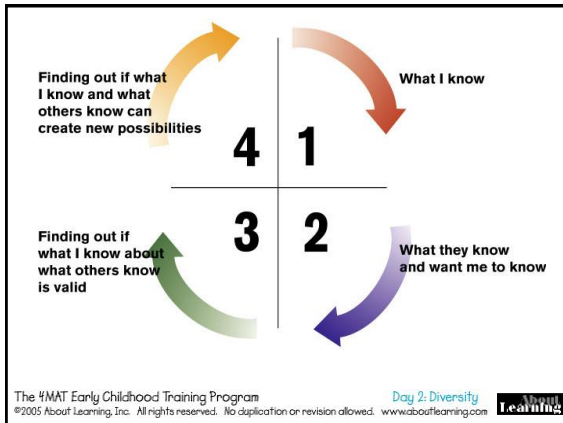 Finding out if what
I know and what
others know can
create new possibilities
What I know
4 1
3 2
Finding out if
what I know about
what others know
is valid
What they know
and want me to know
The 4MAT Early Childhood Training Program
Day 2: Diversity
©2005 About Learning, Inc. All rights reserved. No duplication or revision allowed. www.aboutlearning.com
About
Learning